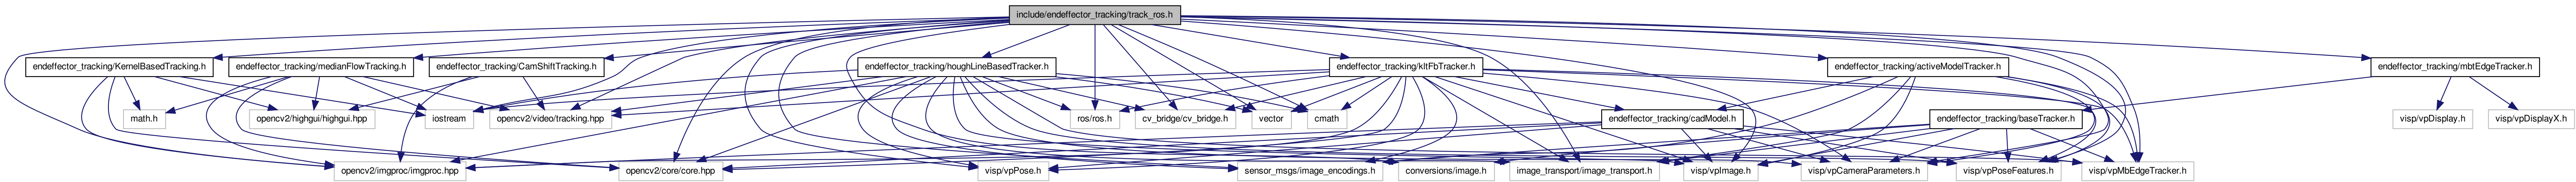 include/endeffector_tracking/track_ros.h
endeffector_tracking/KernelBasedTracking.h
endeffector_tracking/medianFlowTracking.h
endeffector_tracking/CamShiftTracking.h
endeffector_tracking/houghLineBasedTracker.h
endeffector_tracking/kltFbTracker.h
endeffector_tracking/activeModelTracker.h
endeffector_tracking/mbtEdgeTracker.h
math.h
opencv2/highgui/highgui.hpp
iostream
opencv2/video/tracking.hpp
ros/ros.h
cv_bridge/cv_bridge.h
vector
cmath
endeffector_tracking/cadModel.h
endeffector_tracking/baseTracker.h
visp/vpDisplay.h
visp/vpDisplayX.h
opencv2/imgproc/imgproc.hpp
opencv2/core/core.hpp
visp/vpPose.h
sensor_msgs/image_encodings.h
conversions/image.h
image_transport/image_transport.h
visp/vpImage.h
visp/vpCameraParameters.h
visp/vpPoseFeatures.h
visp/vpMbEdgeTracker.h